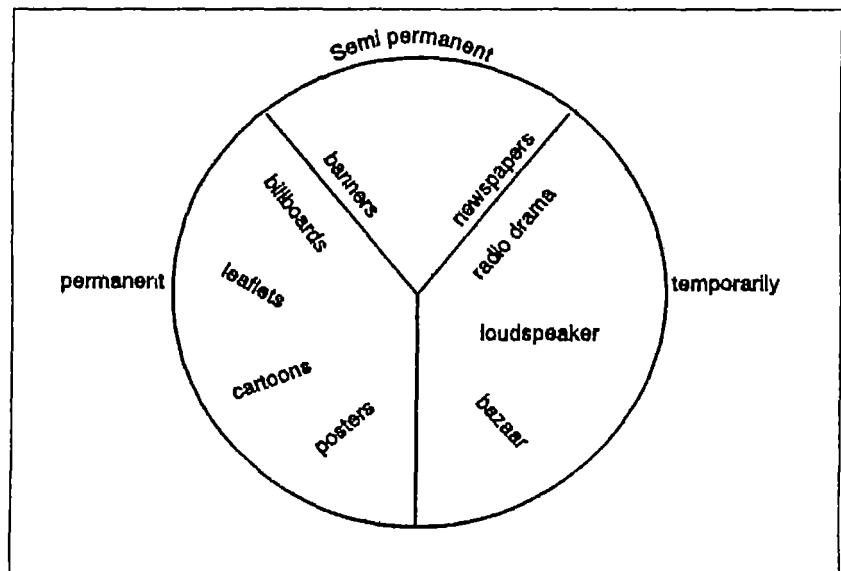 Semi permanent
banners
newspapers
billboards
radio drama
leaflets
permanent
temporarily
loudspeaker
cartoons
posters
bazaar